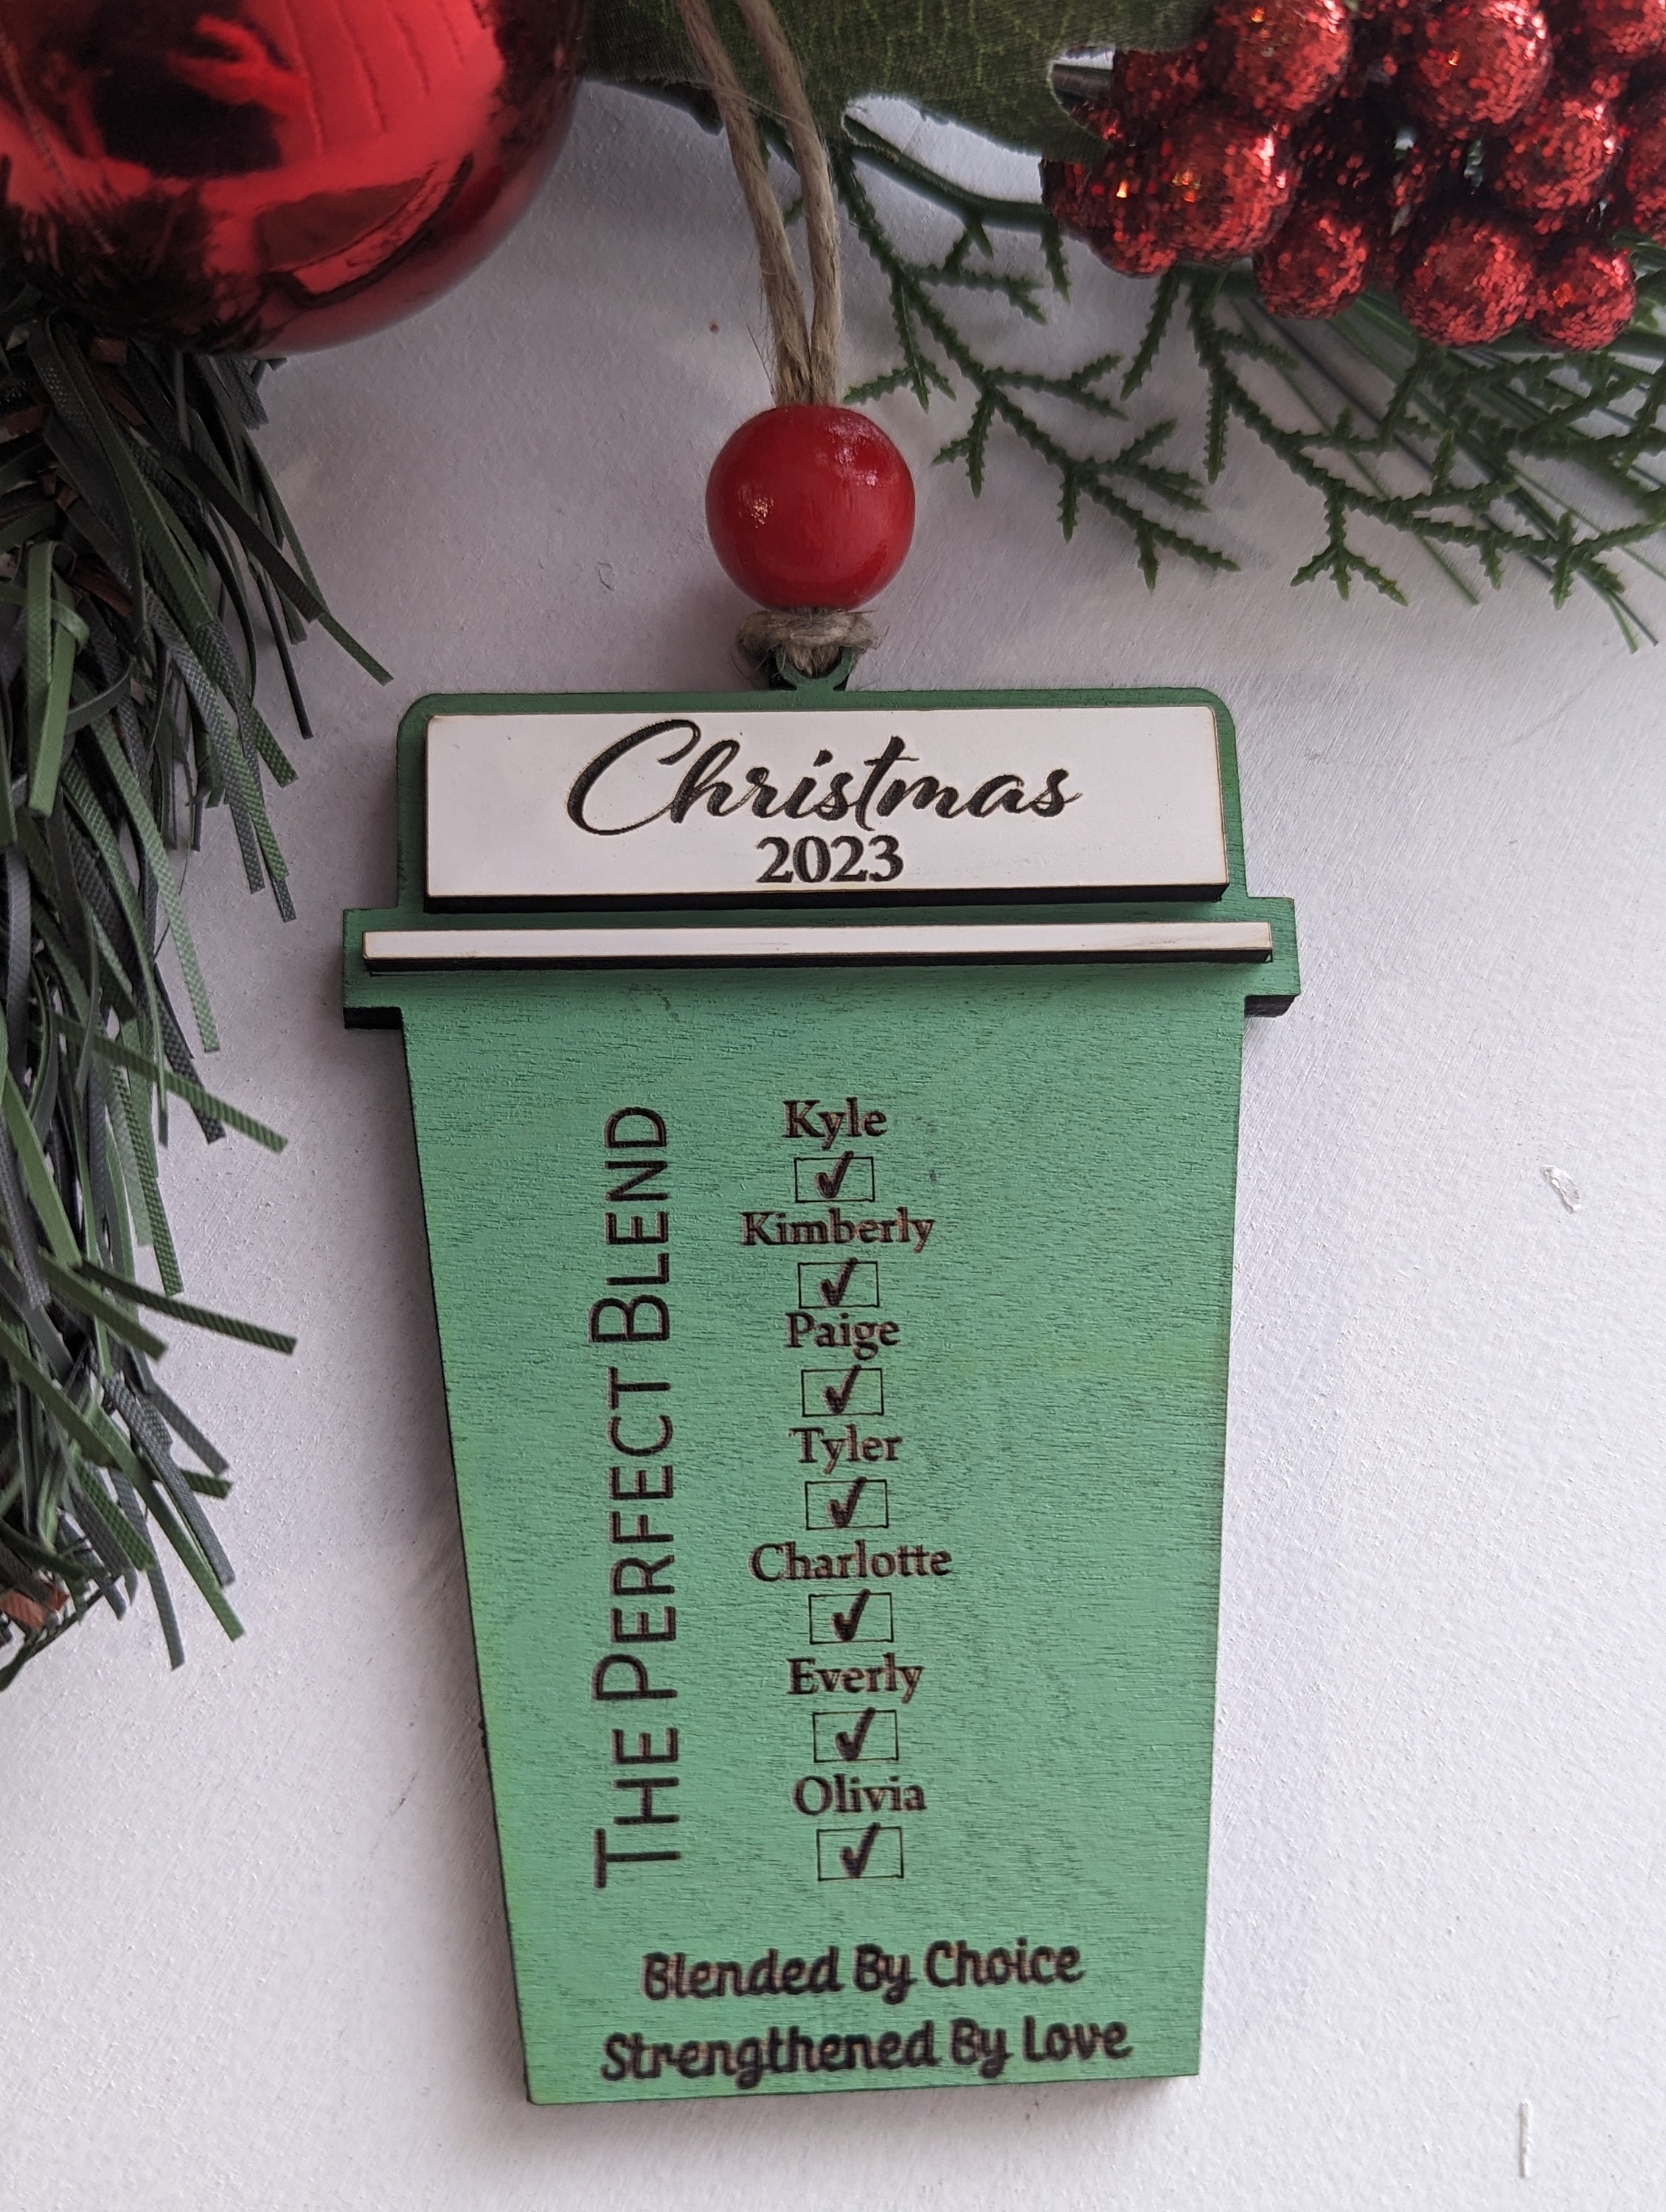 Christmas
2023
THE PERFECT BLEND
Kyle
Kimberly
Paige
Tyler
Charlotte
Everly
Olivia
Blended By Choice
Strengthened By Love